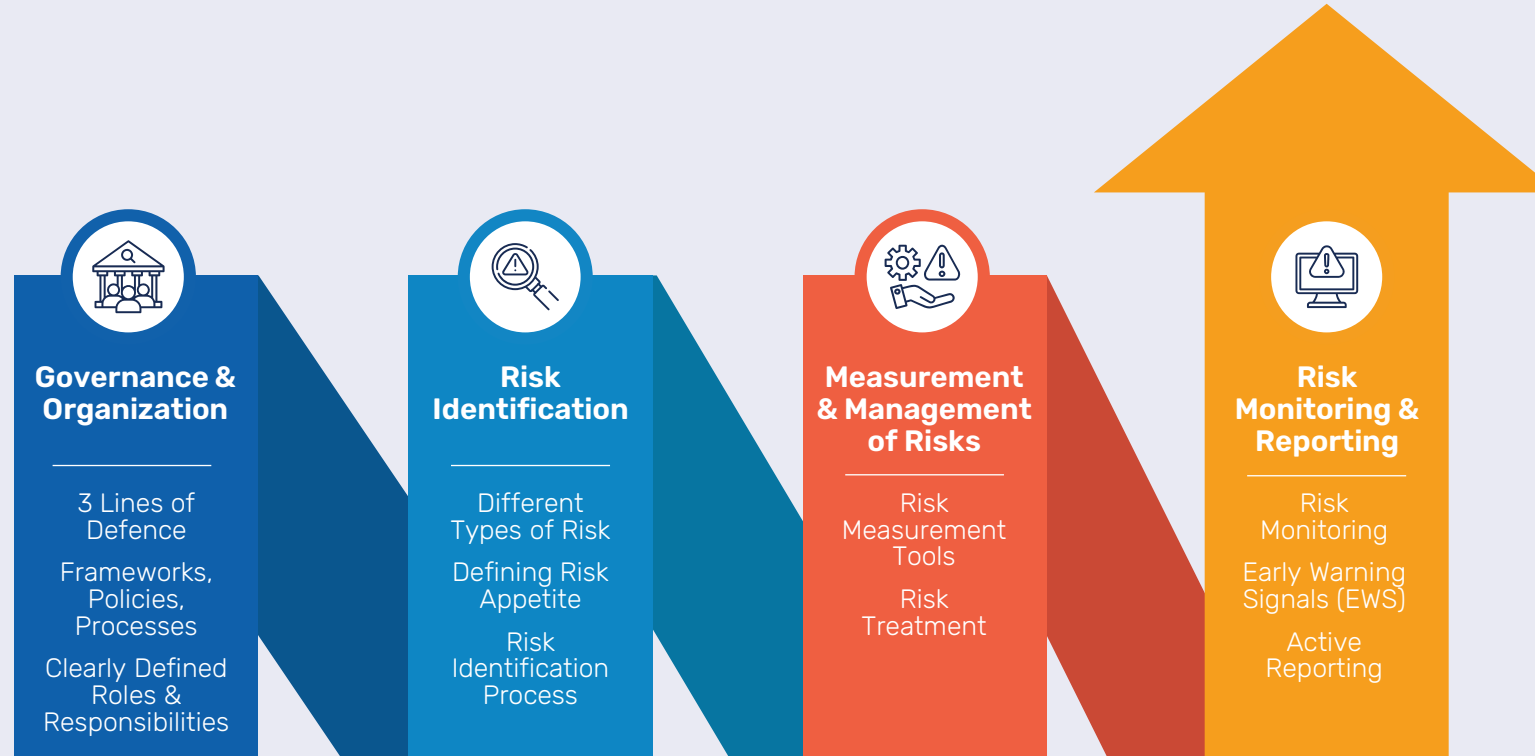 Governance &
Organization
3 Lines of
Defence
Frameworks,
Policies,
Processes
Clearly Defined
Roles &
Responsibilities
Risk
Identification
Different
Types of Risk
Defining Risk
Appetite
Risk
Identification
Process
Measurement
& Management
of Risks
Risk
Measurement
Tools
Risk
Treatment
Risk
Monitoring &
Reporting
Risk
Monitoring
Early Warning
Signals (EWS)
Active
Reporting